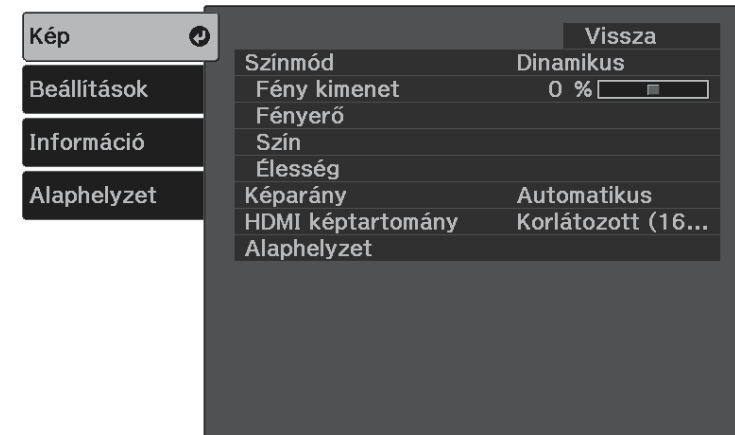 Kép
Beállítások
Információ
Alaphelyzet
Vissza
Színmód Dinamikus
Fény kimenet 0 %
Fényerő
Szín
Élesség
Képarány Automatikus
HDMI képtartomány Korlátozott (16...
Alaphelyzet